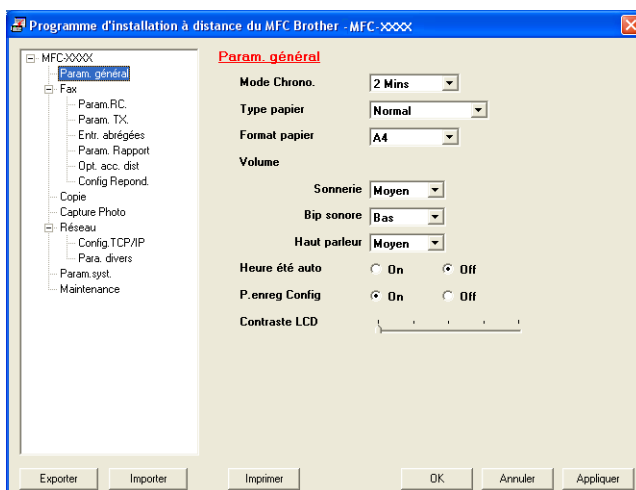 Programme d'installation à distance du MFC Brother - MFC-XXXX
MFC-XXXX
Param. général
Fax
Param.RC.
Param. TX.
Entr. abrégées
Param. Rapport
Opt. acc. dist
Config Repond.
Copie
Capture Photo
Réseau
Config.TCP/IP
Para. divers
Param.syst.
Maintenance
Param. général
Mode Chrono. 2 Mins
Type papier Normal
Format papier A4
Volume
Sonnerie Moyen
Bip sonore Bas
Haut parleur Moyen
Heure été auto On Off
P.enreg Config On Off
Contraste LCD
Exporter Importer Imprimer OK Annuler Appliquer